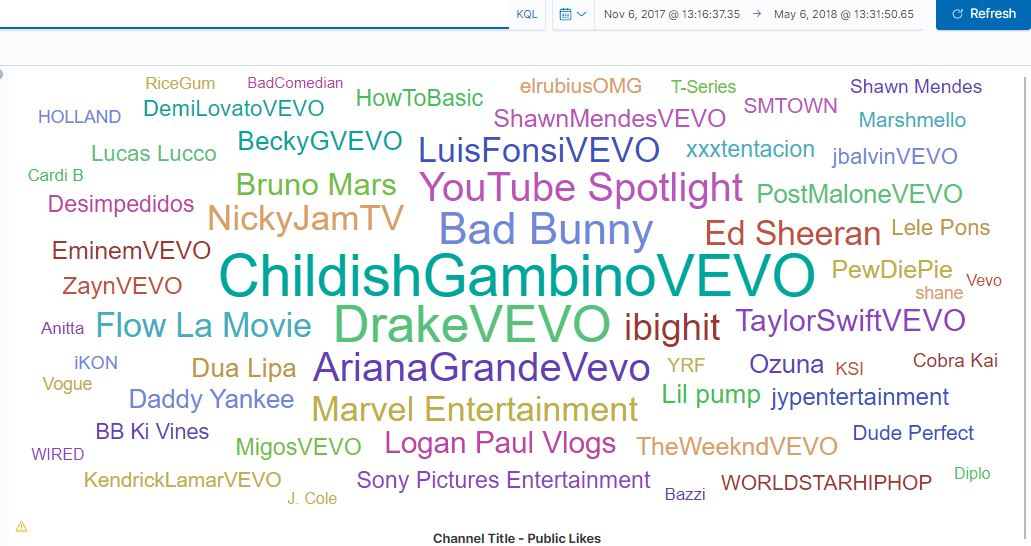 KQL Nov 6, 2017 @ 13:16:37.35 → May 6, 2018 @ 13:31:50.65 Refresh
RiceGum BadComedian elrubiusOMG T-Series Shawn Mendes
HOLLAND DemiLovatoVEVO HowToBasic ShawnMendesVEVO SMTOWN Marshmello
Lucas Lucco BeckyGVEVO LuisFonsiVEVO xxxtentacion jbalvinVEVO
Cardi B Bruno Mars YouTube Spotlight PostMaloneVEVO
Desimpedidos NickyJamTV Bad Bunny Ed Sheeran Lele Pons
EminemVEVO ChildishGambinoVEVO PewDiePie Vevo
ZaynVEVO shane
Anitta Flow La Movie DrakeVEVO ibighit TaylorSwiftVEVO
iKON Dua Lipa ArianaGrandeVevo YRF Ozuna KSI Cobra Kai
Vogue Daddy Yankee Marvel Entertainment Lil pump jypentertainment
BB Ki Vines MigosVEVO Logan Paul Vlogs TheWeekndVEVO Dude Perfect
WIRED
KendrickLamarVEVO Sony Pictures Entertainment WORLDSTARHIPHOP Diplo
J. Cole Bazzi
Channel Title - Public Likes